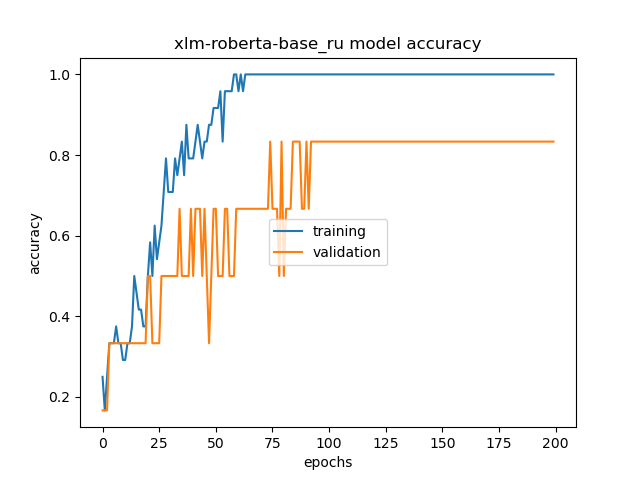 xlm-roberta-base_ru model accuracy
1.0
0.8
0.6
0.4
0.2
accuracy
training
validation
0 25 50 75 100 125 150 175 200
epochs